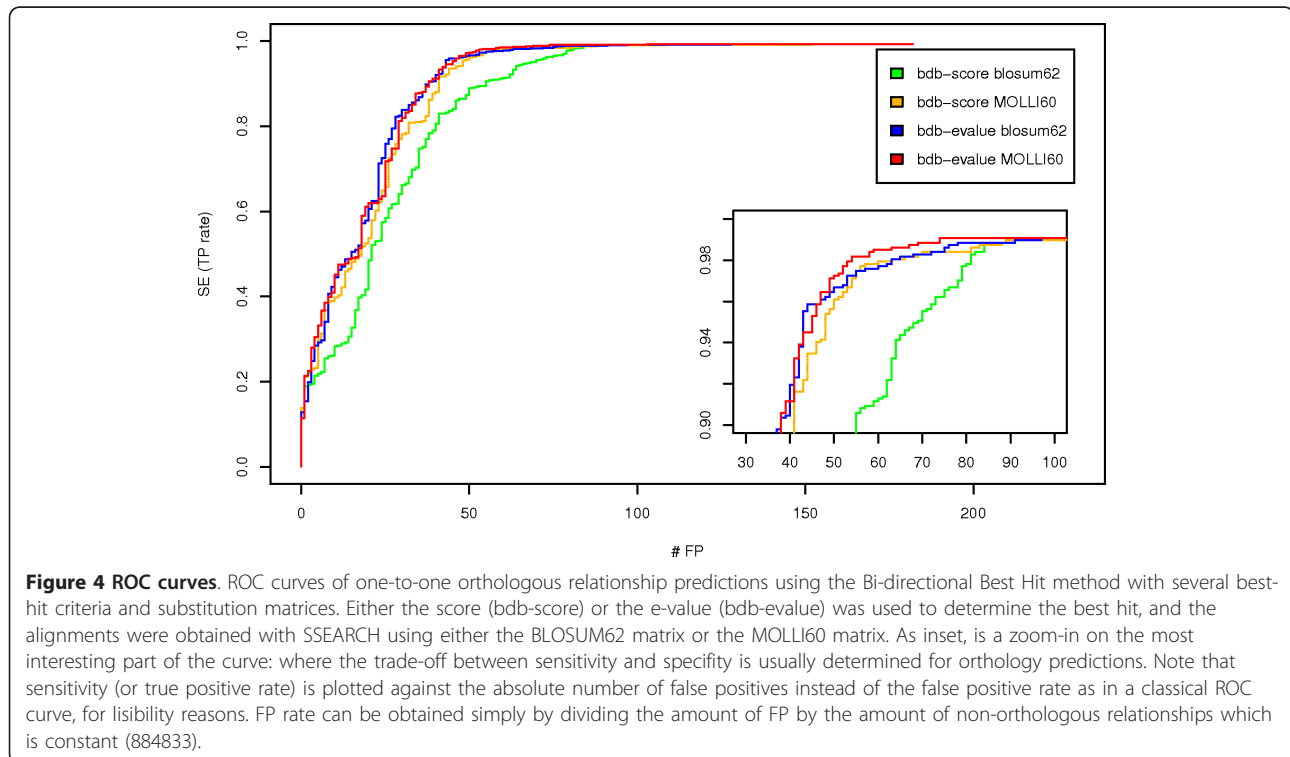 1.0
0.8
0.6
0.4
0.2
0.0
SE (TP rate)
bdb-score blosum62
bdb-score MOLLI60
bdb-evalue blosum62
bdb-evalue MOLLI60
0.98
0.94
0.90
30 40 50 60 70 80 90 100
0 50 100 150 200
# FP
Figure 4 ROC curves. ROC curves of one-to-one orthologous relationship predictions using the Bi-directional Best Hit method with several best-
hit criteria and substitution matrices. Either the score (bdb-score) or the e-value (bdb-evalue) was used to determine the best hit, and the
alignments were obtained with SSEARCH using either the BLOSUM62 matrix or the MOLLI60 matrix. As inset, is a zoom-in on the most
interesting part of the curve: where the trade-off between sensitivity and specifity is usually determined for orthology predictions. Note that
sensitivity (or true positive rate) is plotted against the absolute number of false positives instead of the false positive rate as in a classical ROC
curve, for lisibility reasons. FP rate can be obtained simply by dividing the amount of FP by the amount of non-orthologous relationships which
is constant (884833).